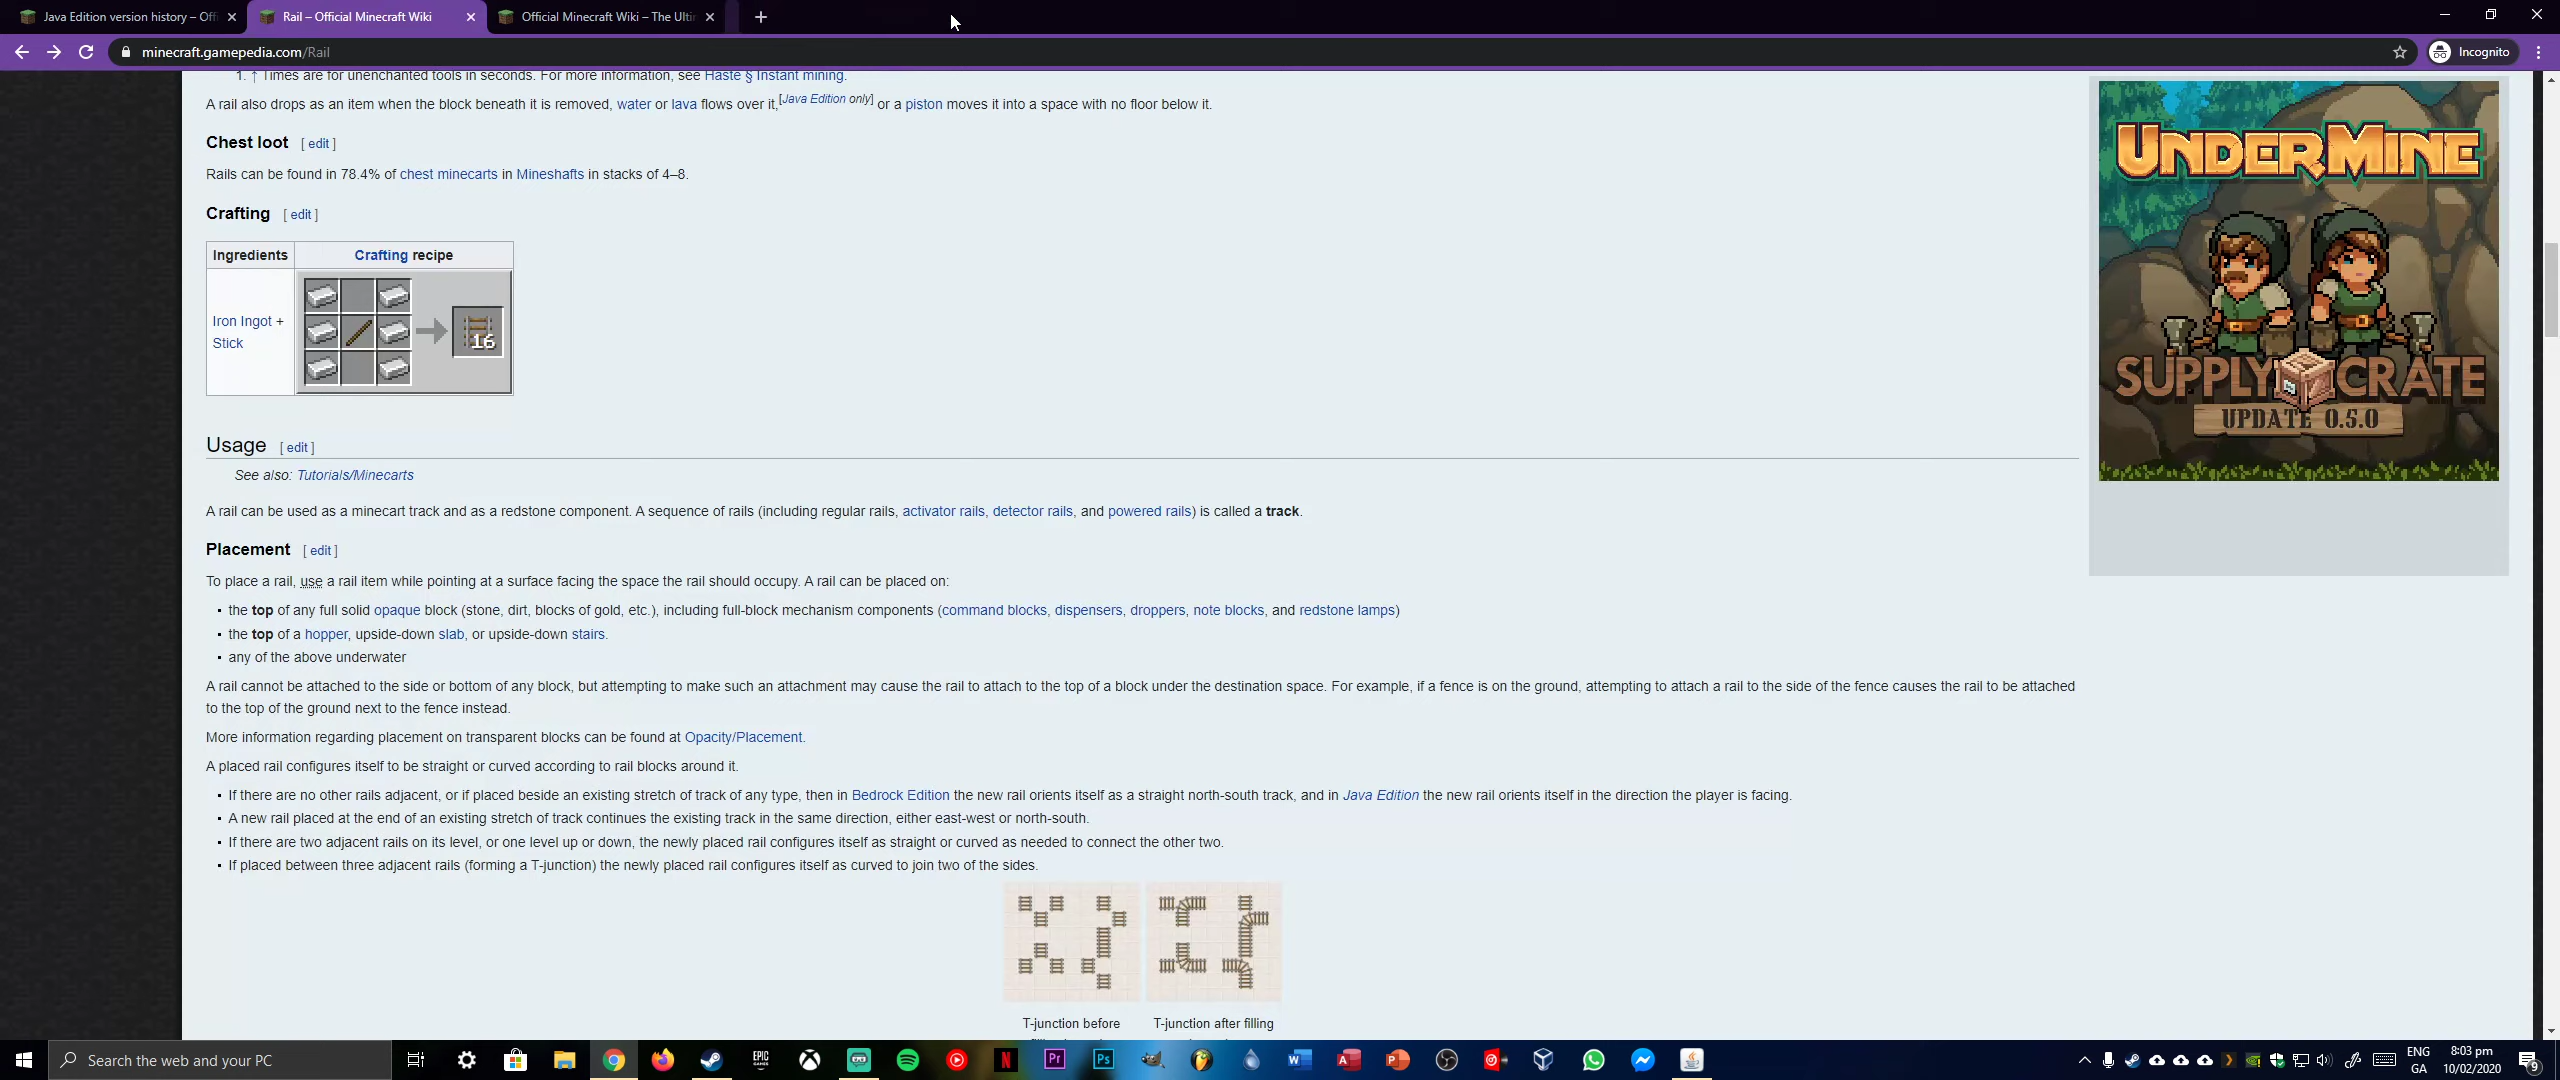 Java Edition version history – Offi
Rail – Official Minecraft Wiki
Official Minecraft Wiki – The Ultin
minecraft.gamepedia.com/Rail
Incognito
1. ↑ Times are for unenchanted tools in seconds. For more information, see Haste § Instant mining.
A rail also drops as an item when the block beneath it is removed, water or lava flows over it,[Java Edition only] or a piston moves it into a space with no floor below it.
Chest loot [ edit ]
Rails can be found in 78.4% of chest minecarts in Mineshafts in stacks of 4–8.
Crafting [ edit ]
Ingredients Crafting recipe
Iron Ingot +
Stick
16
UNDERMINE
SUPPLY CRATE
UPDATE 0.5.0
Usage [ edit ]
See also: Tutorials/Minecarts
A rail can be used as a minecart track and as a redstone component. A sequence of rails (including regular rails, activator rails, detector rails, and powered rails) is called a track.
Placement [ edit ]
To place a rail, use a rail item while pointing at a surface facing the space the rail should occupy. A rail can be placed on:
▪ the top of any full solid opaque block (stone, dirt, blocks of gold, etc.), including full-block mechanism components (command blocks, dispensers, droppers, note blocks, and redstone lamps)
▪ the top of a hopper, upside-down slab, or upside-down stairs.
▪ any of the above underwater
A rail cannot be attached to the side or bottom of any block, but attempting to make such an attachment may cause the rail to attach to the top of a block under the destination space. For example, if a fence is on the ground, attempting to attach a rail to the side of the fence causes the rail to be attached
to the top of the ground next to the fence instead.
More information regarding placement on transparent blocks can be found at Opacity/Placement.
A placed rail configures itself to be straight or curved according to rail blocks around it.
▪ If there are no other rails adjacent, or if placed beside an existing stretch of track of any type, then in Bedrock Edition the new rail orients itself as a straight north-south track, and in Java Edition the new rail orients itself in the direction the player is facing.
▪ A new rail placed at the end of an existing stretch of track continues the existing track in the same direction, either east-west or north-south.
▪ If there are two adjacent rails on its level, or one level up or down, the newly placed rail configures itself as straight or curved as needed to connect the other two.
▪ If placed between three adjacent rails (forming a T-junction) the newly placed rail configures itself as curved to join two of the sides.
T-junction before T-junction after filling
Search the web and your PC
EPIC GAMES
N
Pr
Ps
ENG
GA
8:03 pm
10/02/2020
9